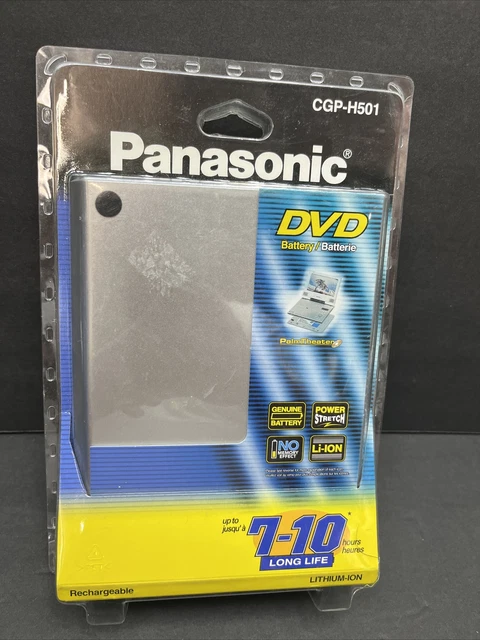 CGP-H501
Panasonic®
DVD
Battery/Batterie
PalmTheater
GENUINE
BATTERY
POWER
STRETCH
NO
MEMORY
EFFECT
Li-ION
up to
jusqu'à
7-10*
hours
heures
LONG LIFE
LITHIUM-ION
Rechargeable